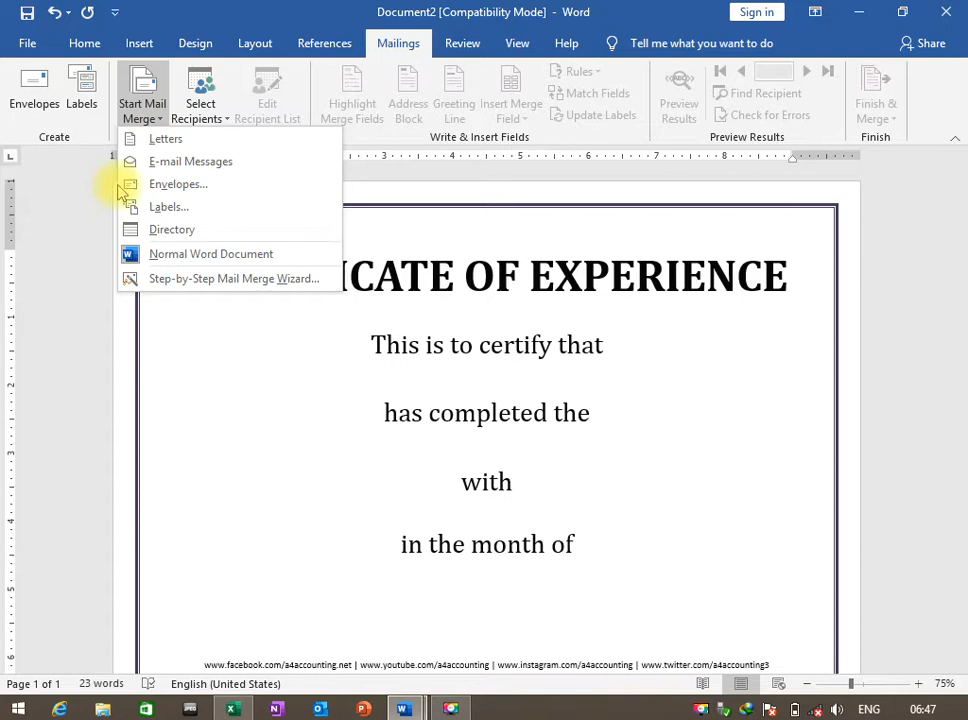 Document2 [Compatibility Mode] - Word
Sign in
File Home Insert Design Layout References Mailings Review View Help Tell me what you want to do Share
Envelopes Labels Start Mail Merge Select Recipients Edit Recipient List Highlight Merge Fields Address Block Greeting Line Insert Merge Field Rules Match Fields Update Labels Preview Results Find Recipient Check for Errors Finish & Merge
Create Write & Insert Fields Preview Results Finish
Letters
E-mail Messages
Envelopes...
Labels...
Directory
Normal Word Document
Step-by-Step Mail Merge Wizard...
ICATE OF EXPERIENCE
This is to certify that
has completed the
with
in the month of
www.facebook.com/a4accounting.net | www.youtube.com/a4accounting | www.instagram.com/a4accounting | www.twitter.com/a4accounting3
Page 1 of 1 23 words English (United States) 75%
ENG 06:47